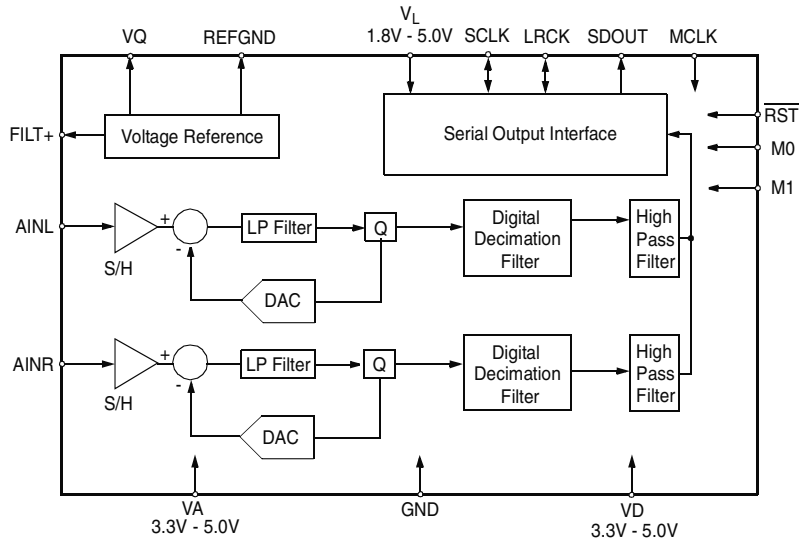 VQ
REFGND
VL
1.8V - 5.0V
SCLK
LRCK
SDOUT
MCLK
FILT+
Voltage Reference
Serial Output Interface
RST
M0
M1
AINL
S/H
+
-
LP Filter
Q
DAC
Digital
Decimation
Filter
High
Pass
Filter
AINR
S/H
+
-
LP Filter
Q
DAC
Digital
Decimation
Filter
High
Pass
Filter
VA
3.3V - 5.0V
GND
VD
3.3V - 5.0V